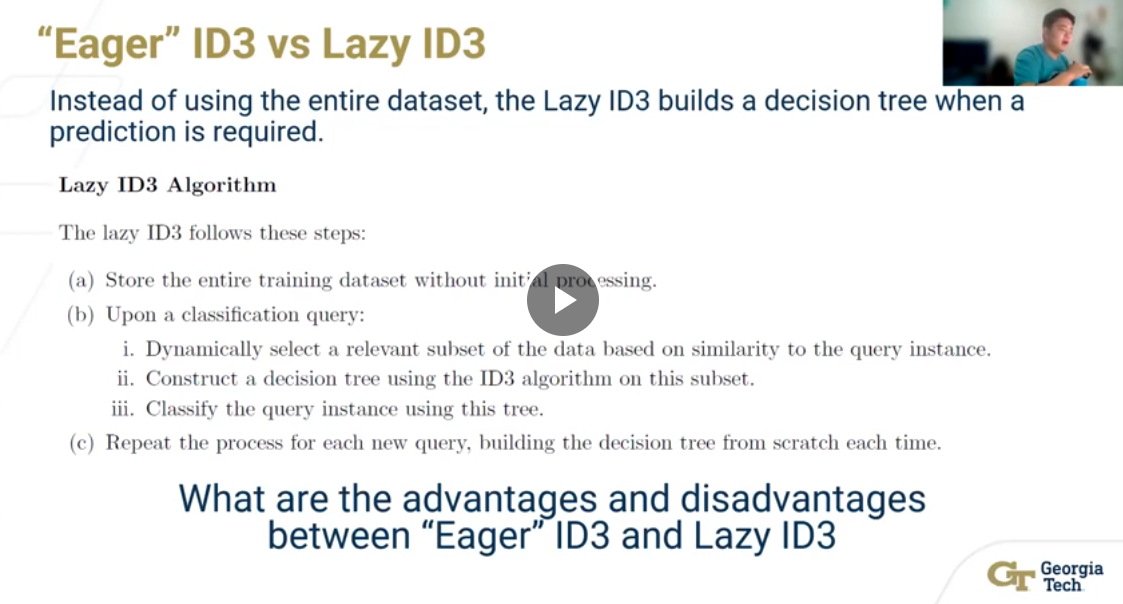 “Eager” ID3 vs Lazy ID3
Instead of using the entire dataset, the Lazy ID3 builds a decision tree when a
prediction is required.
Lazy ID3 Algorithm
The lazy ID3 follows these steps:
(a) Store the entire training dataset without initial processing.
(b) Upon a classification query:
i. Dynamically select a relevant subset of the data based on similarity to the query instance.
ii. Construct a decision tree using the ID3 algorithm on this subset.
iii. Classify the query instance using this tree.
(c) Repeat the process for each new query, building the decision tree from scratch each time.
What are the advantages and disadvantages
between “Eager” ID3 and Lazy ID3
GT Georgia
Tech